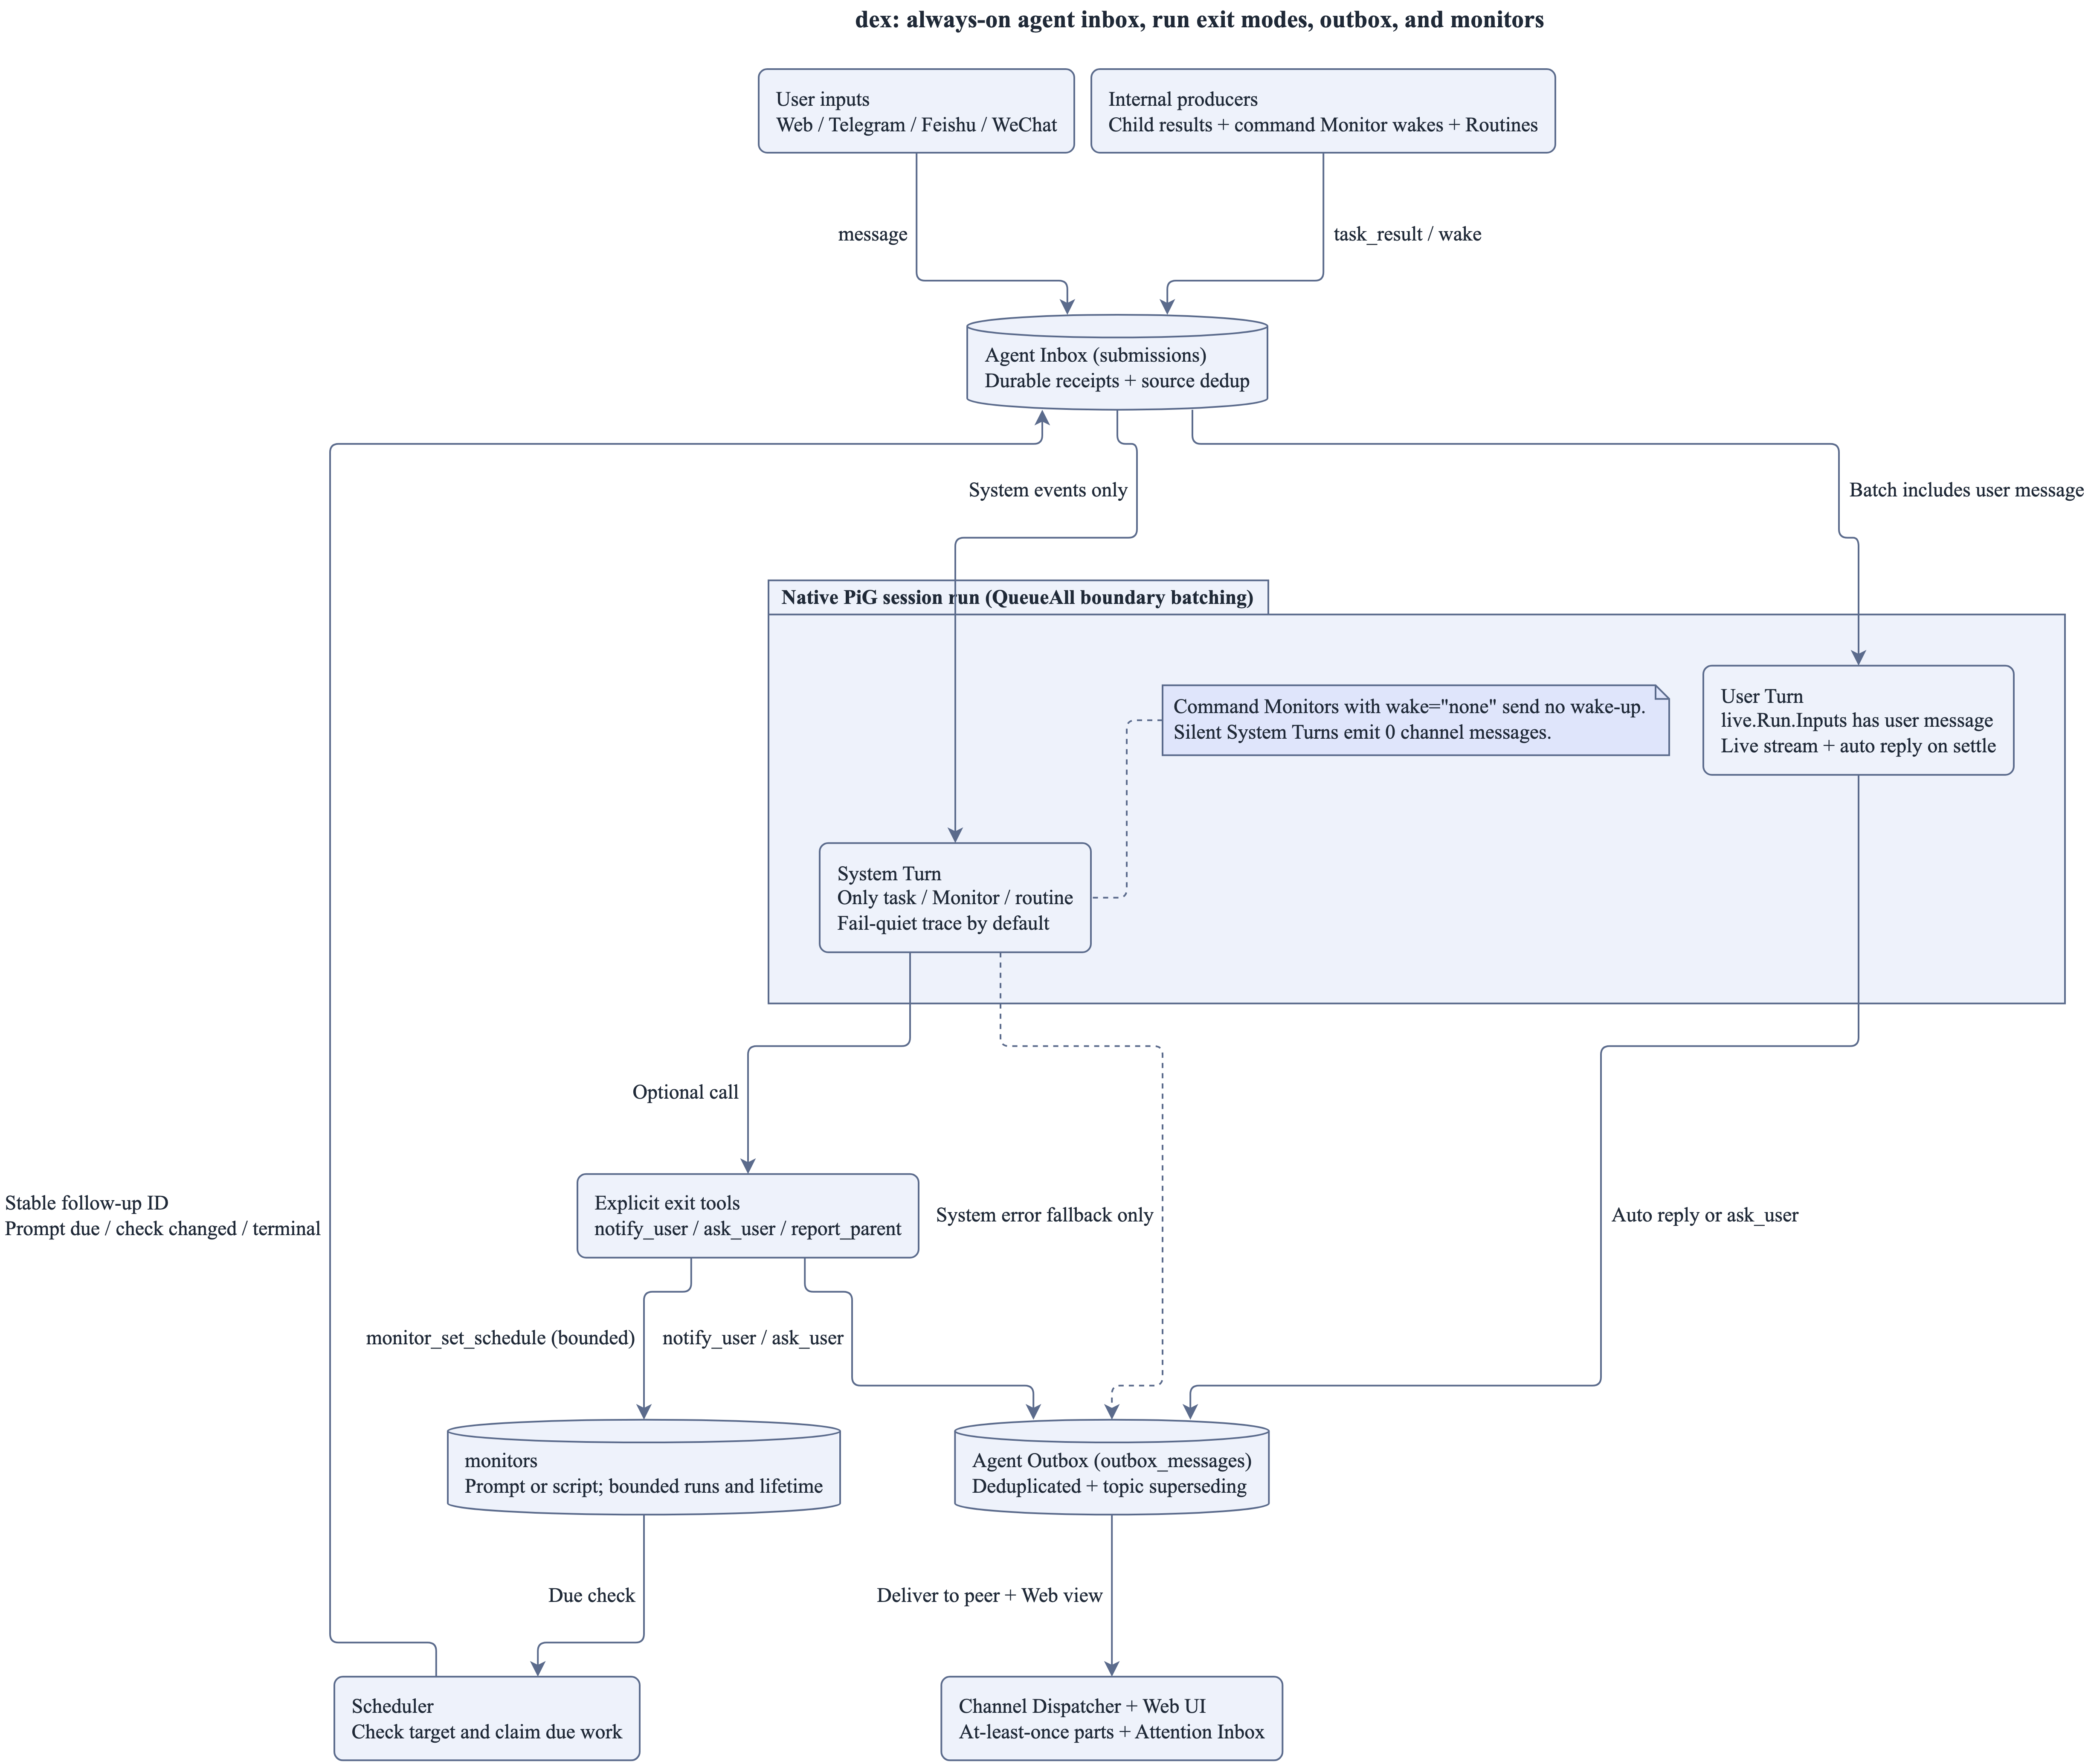 dex: always-on agent inbox, run exit modes, outbox, and monitors
User inputs
Web / Telegram / Feishu / WeChat
Internal producers
Child results + command Monitor wakes + Routines
message
task_result / wake
Agent Inbox (submissions)
Durable receipts + source dedup
System events only
Batch includes user message
Native PiG session run (QueueAll boundary batching)
Command Monitors with wake="none" send no wake-up.
Silent System Turns emit 0 channel messages.
User Turn
live.Run.Inputs has user message
Live stream + auto reply on settle
System Turn
Only task / Monitor / routine
Fail-quiet trace by default
Optional call
Stable follow-up ID
Prompt due / check changed / terminal
Explicit exit tools
notify_user / ask_user / report_parent
System error fallback only
Auto reply or ask_user
monitor_set_schedule (bounded)
notify_user / ask_user
monitors
Prompt or script; bounded runs and lifetime
Agent Outbox (outbox_messages)
Deduplicated + topic superseding
Due check
Deliver to peer + Web view
Scheduler
Check target and claim due work
Channel Dispatcher + Web UI
At-least-once parts + Attention Inbox